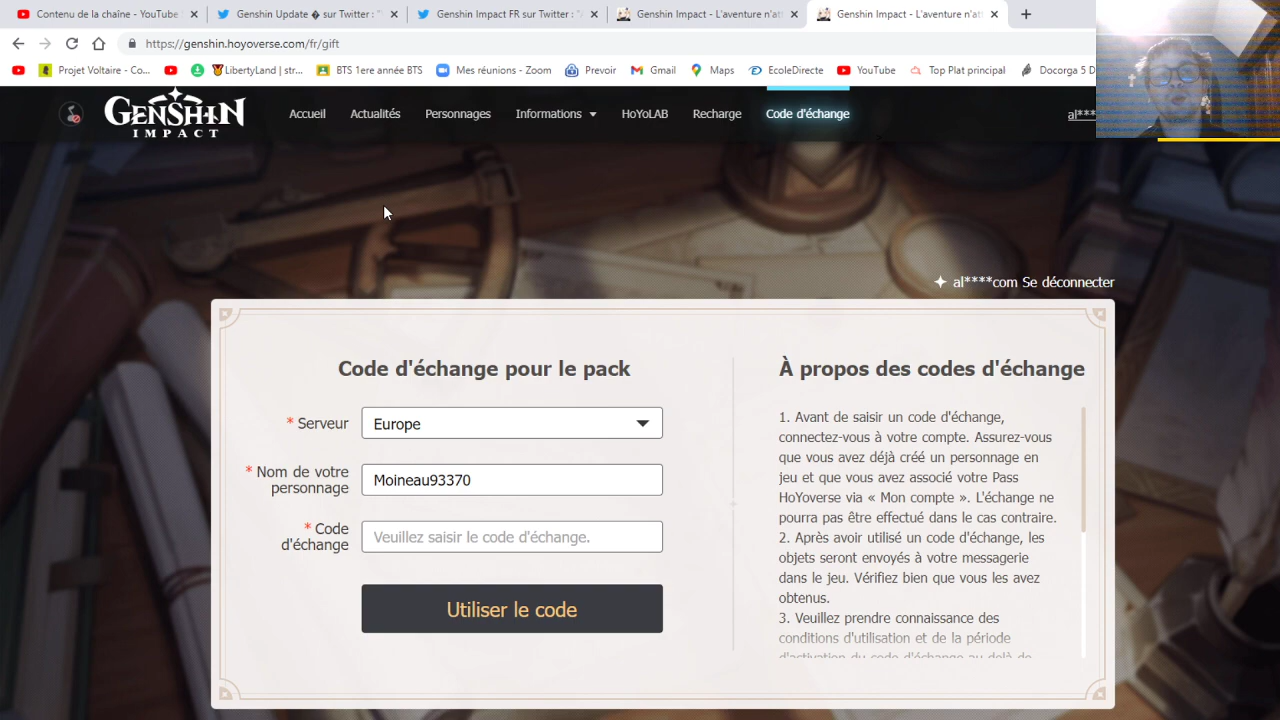 Contenu de la chaîne - YouTube
Genshin Update � sur Twitter : "
Genshin Impact FR sur Twitter : "
Genshin Impact - L'aventure n'at
Genshin Impact - L'aventure n'at
https://genshin.hoyoverse.com/fr/gift
Projet Voltaire - Co...
LibertyLand | str...
BTS 1ere année BTS
Mes réunions - Zoom
Prevoir
Gmail
Maps
EcoleDirecte
YouTube
Top Plat principal
Docorga 5 D
GENSHIN
IMPACT
Accueil
Actualités
Personnages
Informations
HoYoLAB
Recharge
Code d'échange
al***
al****com Se déconnecter
Code d'échange pour le pack
* Serveur
Europe
* Nom de votre
personnage
Moineau93370
* Code
d'échange
Veuillez saisir le code d'échange.
Utiliser le code
À propos des codes d'échange
1. Avant de saisir un code d'échange,
connectez-vous à votre compte. Assurez-vous
que vous avez déjà créé un personnage en
jeu et que vous avez associé votre Pass
HoYoverse via « Mon compte ». L'échange ne
pourra pas être effectué dans le cas contraire.
2. Après avoir utilisé un code d'échange, les
objets seront envoyés à votre messagerie
dans le jeu. Vérifiez bien que vous les avez
obtenus.
3. Veuillez prendre connaissance des
conditions d'utilisation et de la période
d'activation du code d'échange au-delà de